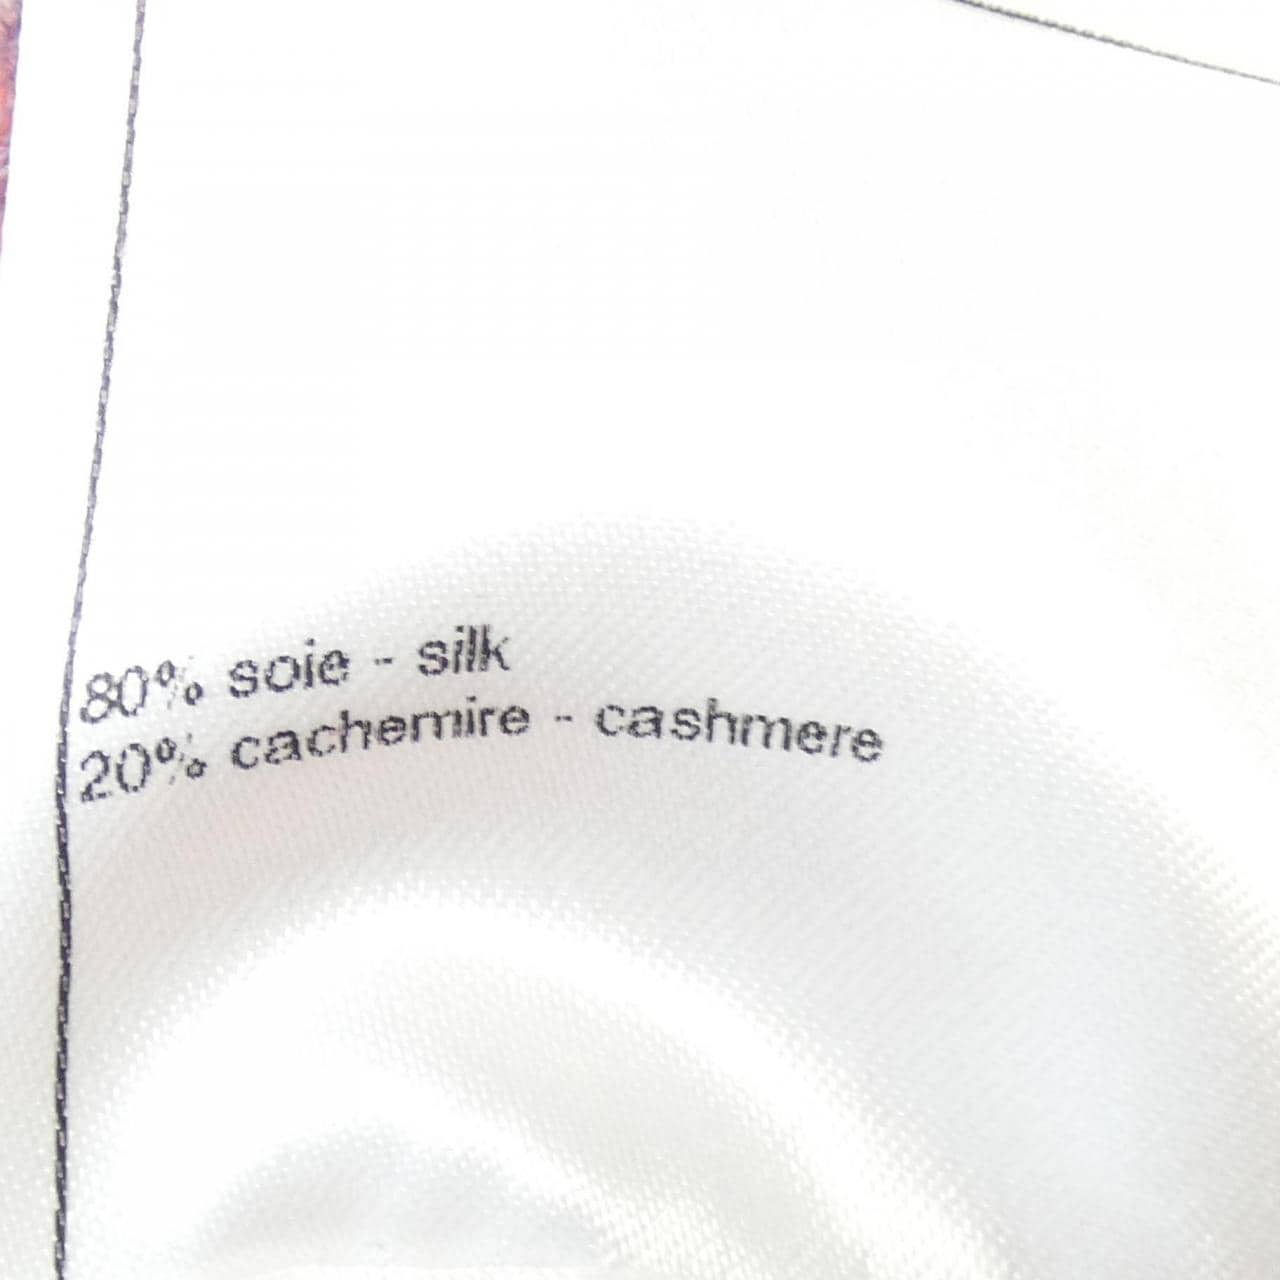 80% soie - silk
20% cachemire - cashmere